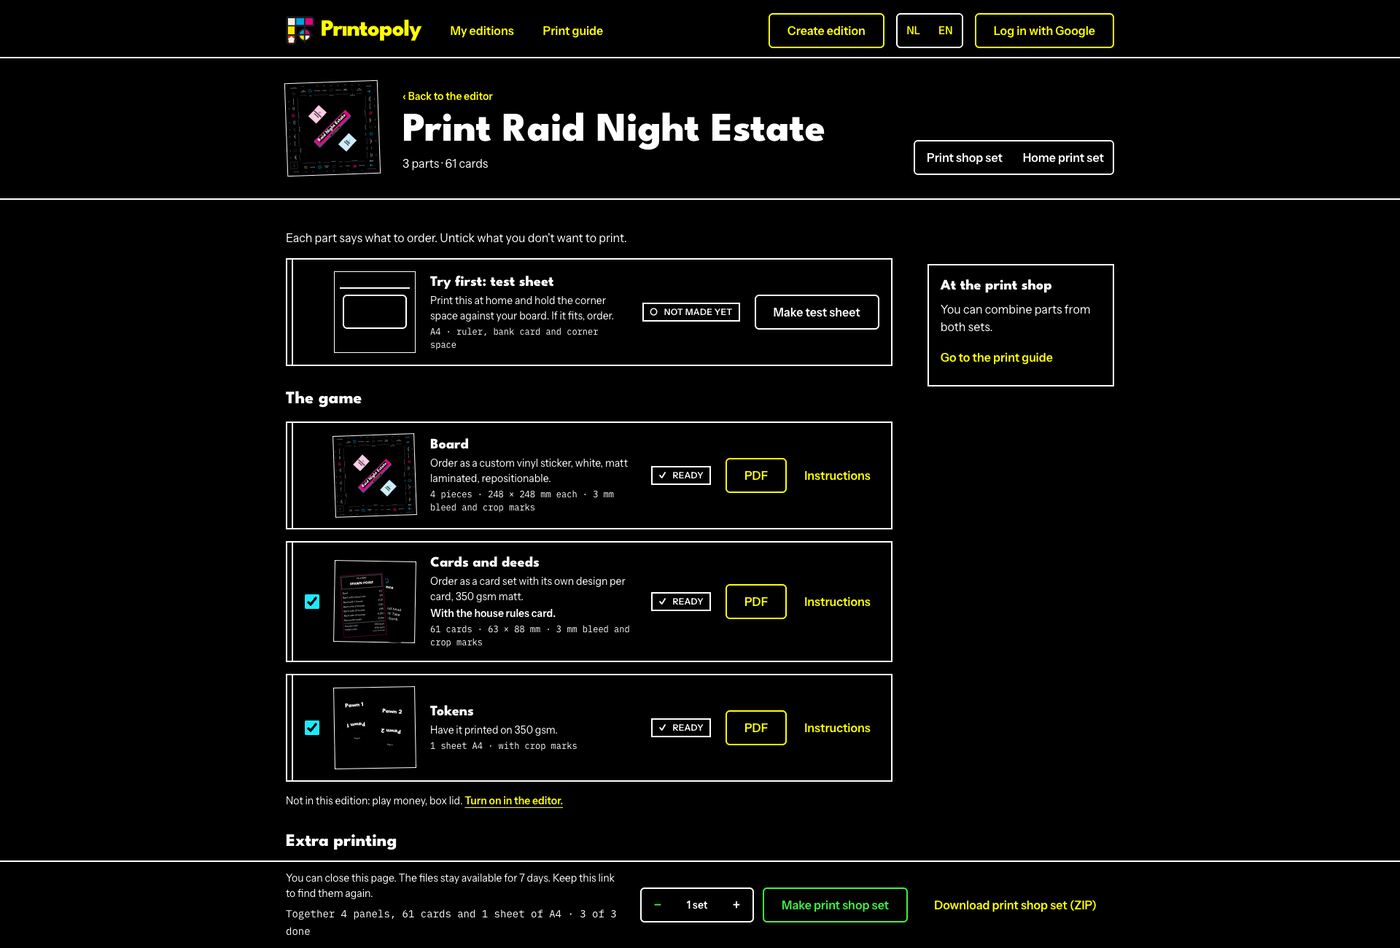 Printopoly
My editions
Print guide
Create edition
NL EN
Log in with Google
‹ Back to the editor
Print Raid Night Estate
3 parts · 61 cards
Print shop set
Home print set
Each part says what to order. Untick what you don't want to print.
Try first: test sheet
Print this at home and hold the corner
space against your board. If it fits, order.
A4 · ruler, bank card and corner
space
NOT MADE YET
Make test sheet
At the print shop
You can combine parts from
both sets.
Go to the print guide
The game
Raid Night Estate
Board
Order as a custom vinyl sticker, white, matt
laminated, repositionable.
4 pieces · 248 × 248 mm each · 3 mm
bleed and crop marks
READY
PDF
Instructions
Cards and deeds
Order as a card set with its own design per
card, 350 gsm matt.
With the house rules card.
61 cards · 63 × 88 mm · 3 mm bleed and
crop marks
READY
PDF
Instructions
Pawn 1
Pawn 2
Pawn 1
Pawn 2
Tokens
Have it printed on 350 gsm.
1 sheet A4 · with crop marks
READY
PDF
Instructions
Not in this edition: play money, box lid. Turn on in the editor.
Extra printing
You can close this page. The files stay available for 7 days. Keep this link
to find them again.
Together 4 panels, 61 cards and 1 sheet of A4 · 3 of 3
done
− 1 set +
Make print shop set
Download print shop set (ZIP)